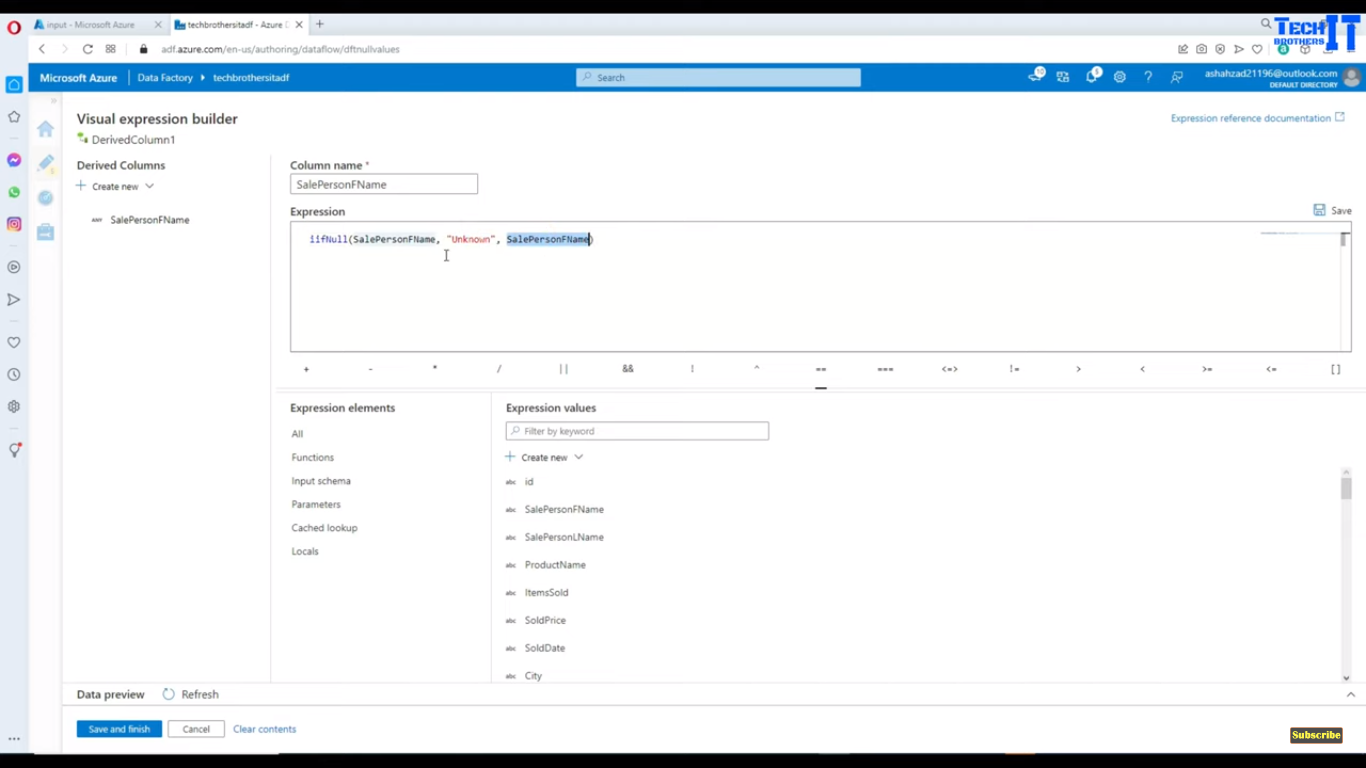 input - Microsoft Azure
techbrothersitadf - Azure D
TECH IT
BROTHERS
adf.azure.com/en-us/authoring/dataflow/dftnullvalues
Microsoft Azure
Data Factory
techbrothersitadf
Search
ashahzad21196@outlook.com
DEFAULT DIRECTORY
Visual expression builder
Expression reference documentation
DerivedColumn1
Derived Columns
Column name *
Create new
SalePersonFName
Expression
Save
SalePersonFName
iifNull(SalePersonFName, "Unknown", SalePersonFName)
+ - * / || && ! ^ == === <=> != > < >= <= []
Expression elements
Expression values
All
Filter by keyword
Functions
Create new
Input schema
id
Parameters
SalePersonFName
Cached lookup
SalePersonLName
Locals
ProductName
ItemsSold
SoldPrice
SoldDate
City
Data preview
Refresh
Save and finish
Cancel
Clear contents
Subscribe